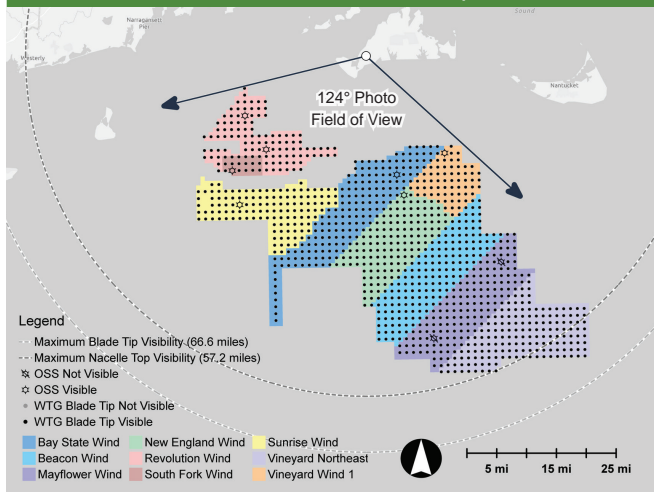 Sound
Narragansett
Pier
Westerly
Nantucket
124° Photo
Field of View
Legend
Maximum Blade Tip Visibility (66.6 miles)
Maximum Nacelle Top Visibility (57.2 miles)
OSS Not Visible
OSS Visible
WTG Blade Tip Not Visible
WTG Blade Tip Visible
Bay State Wind New England Wind Sunrise Wind
Beacon Wind Revolution Wind Vineyard Northeast
Mayflower Wind South Fork Wind Vineyard Wind 1
5 mi 15 mi 25 mi